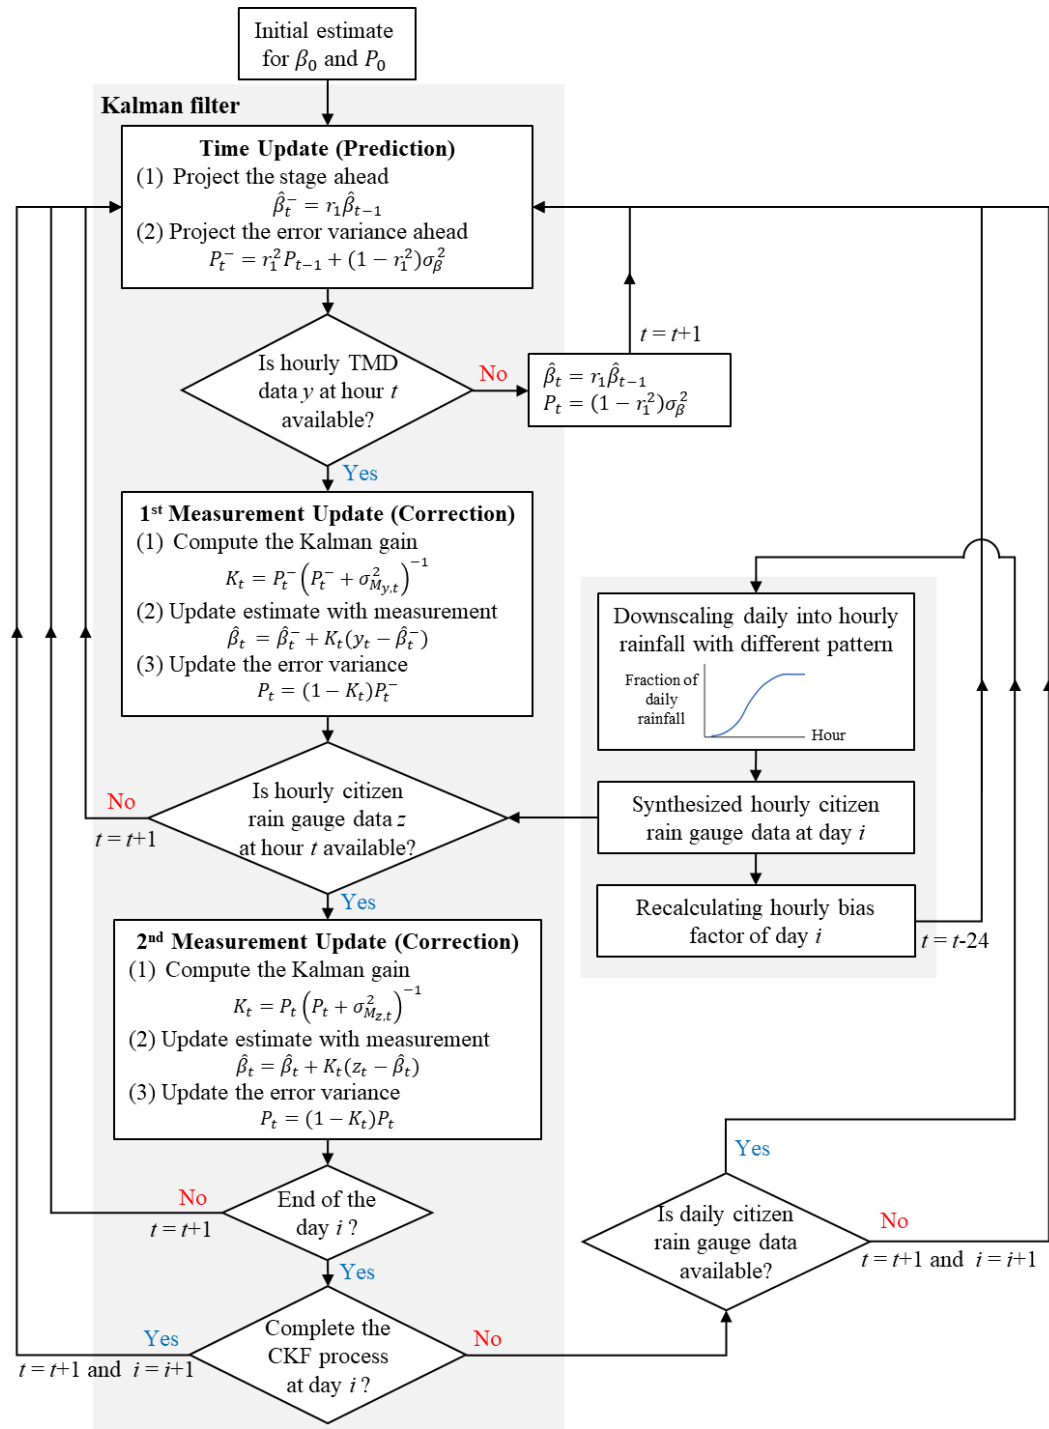 Initial estimate
for β₀ and P₀
Kalman filter
Time Update (Prediction)
(1) Project the stage ahead
β̂ₜ⁻ = r₁β̂ₜ₋₁
(2) Project the error variance ahead
Pₜ⁻ = r₁²Pₜ₋₁ + (1 − r₁²)σ_β²
Is hourly TMD
data y at hour t
available?
No
t = t+1
β̂ₜ = r₁β̂ₜ₋₁
Pₜ = (1 − r₁²)σ_β²
Yes
1st Measurement Update (Correction)
(1) Compute the Kalman gain
Kₜ = Pₜ⁻(Pₜ⁻ + σ²_{M_{y,t}})⁻¹
(2) Update estimate with measurement
β̂ₜ = β̂ₜ⁻ + Kₜ(yₜ − β̂ₜ⁻)
(3) Update the error variance
Pₜ = (1 − Kₜ)Pₜ⁻
Downscaling daily into hourly
rainfall with different pattern
Fraction of
daily
rainfall
Hour
Is hourly citizen
rain gauge data z
at hour t available?
No
t = t+1
Synthesized hourly citizen
rain gauge data at day i
Recalculating hourly bias
factor of day i
t = t-24
Yes
2nd Measurement Update (Correction)
(1) Compute the Kalman gain
Kₜ = Pₜ(Pₜ + σ²_{M_{z,t}})⁻¹
(2) Update estimate with measurement
β̂ₜ = β̂ₜ + Kₜ(zₜ − β̂ₜ)
(3) Update the error variance
Pₜ = (1 − Kₜ)Pₜ
End of the
day i ?
No
t = t+1
Yes
Complete the
CKF process
at day i ?
Yes
t = t+1 and i = i+1
No
Is daily citizen
rain gauge data
available?
Yes
No
t = t+1 and i = i+1